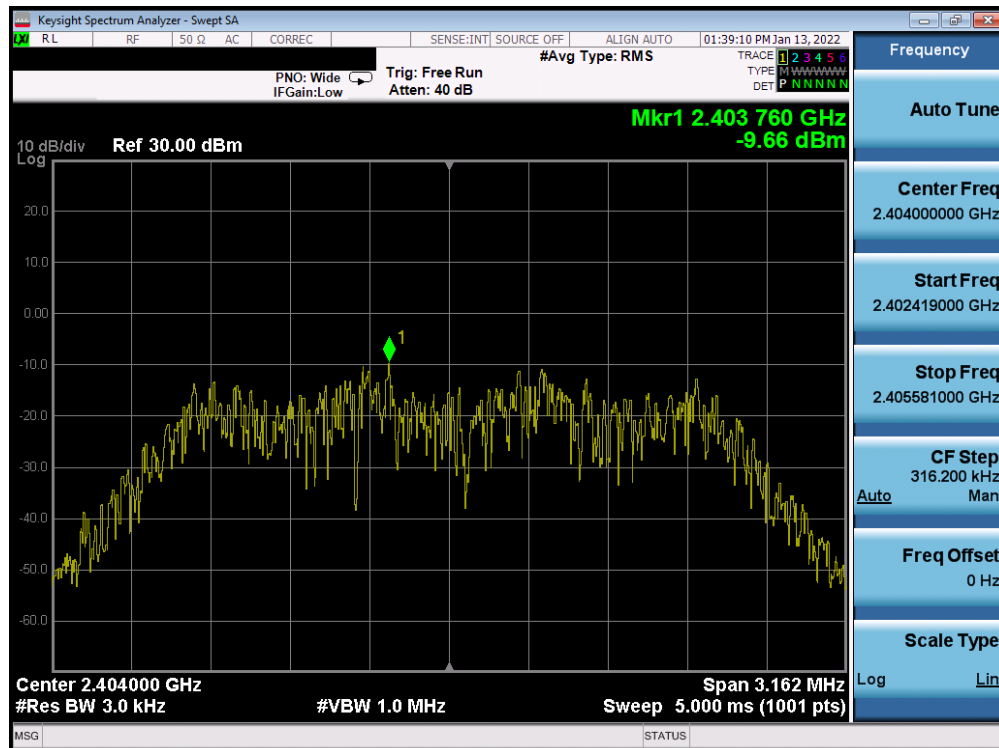 Keysight Spectrum Analyzer - Swept SA
LXI RL RF 50 Ω AC CORREC SENSE:INT SOURCE OFF ALIGN AUTO 01:39:10 PM Jan 13, 2022
#Avg Type: RMS
TRACE 1 2 3 4 5 6
PNO: Wide Trig: Free Run
TYPE M WWWWW
IFGain:Low Atten: 40 dB
DET P N N N N N
Mkr1 2.403 760 GHz
-9.66 dBm
10 dB/div Ref 30.00 dBm
Log
20.0
10.0
0.00
-10.0
-20.0
-30.0
-40.0
-50.0
-60.0
1
Center 2.404000 GHz Span 3.162 MHz
#Res BW 3.0 kHz #VBW 1.0 MHz Sweep 5.000 ms (1001 pts)
MSG STATUS
Frequency
Auto Tune
Center Freq
2.404000000 GHz
Start Freq
2.402419000 GHz
Stop Freq
2.405581000 GHz
CF Step
316.200 kHz
Auto Man
Freq Offset
0 Hz
Scale Type
Log Lin